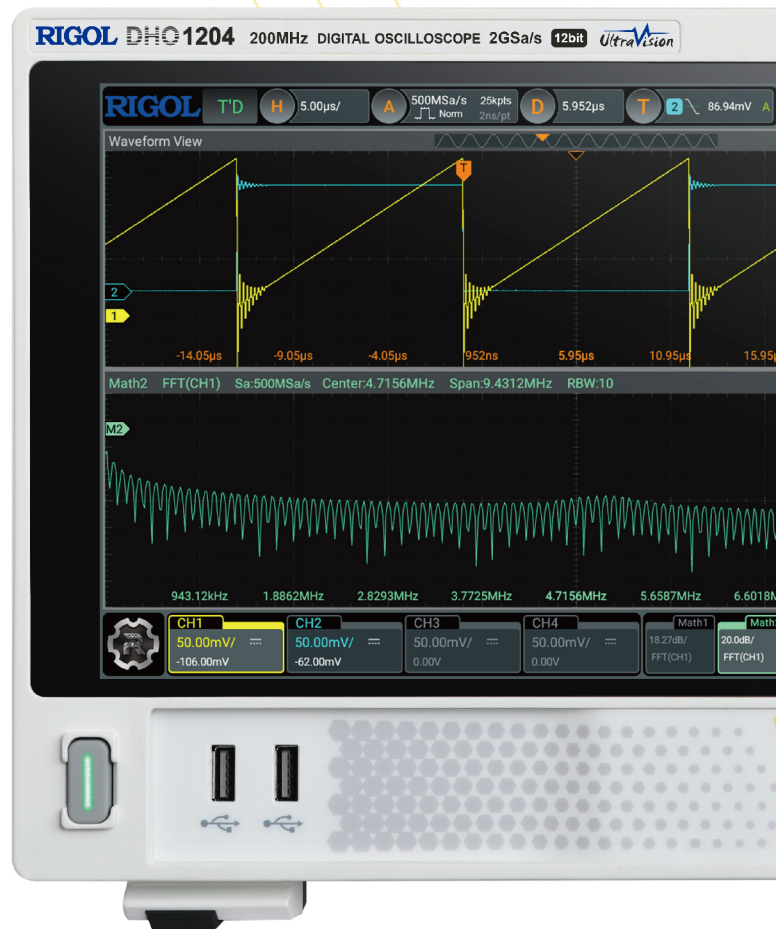 RIGOL DHO1204 200MHz DIGITAL OSCILLOSCOPE 2GSa/s 12bit UltraVision
RIGOL T'D H 5.00μs/ A 500MSa/s 25kpts D 5.952μs T 2 86.94mV A
Norm 2ns/pt
Waveform View
T
2
1
-14.05μs -9.05μs -4.05μs 952ns 5.95μs 10.95μs 15.95μ
Math2 FFT(CH1) Sa:500MSa/s Center:4.7156MHz Span:9.4312MHz RBW:10
M2
943.12kHz 1.8862MHz 2.8293MHz 3.7725MHz 4.7156MHz 5.6587MHz 6.6018M
CH1 CH2 CH3 CH4 Math1 Math
50.00mV/ 50.00mV/ 50.00mV/ 50.00mV/ 18.27dB/ 20.0dB/
-106.00mV -62.00mV 0.00V 0.00V FFT(CH1) FFT(CH1)
R